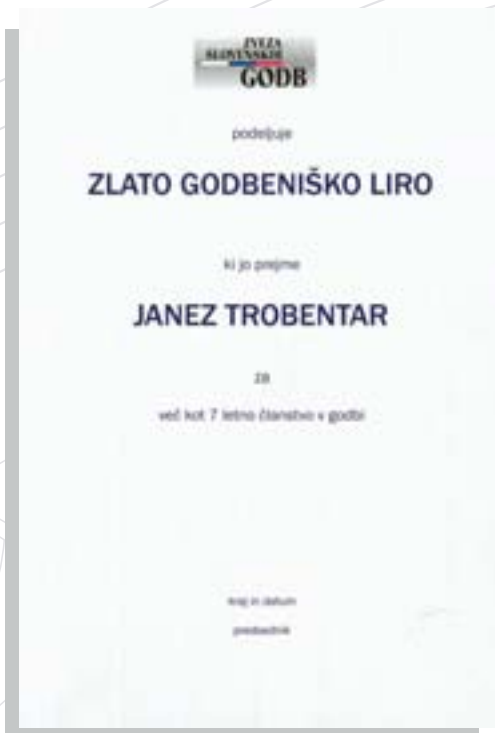 ZVEZA
SLOVENSKIH
GODB
podeljuje
ZLATO GODBENIŠKO LIRO
ki jo prejme
JANEZ TROBENTAR
za
več kot 7 letno članstvo v godbi
kraj in datum
predsednik